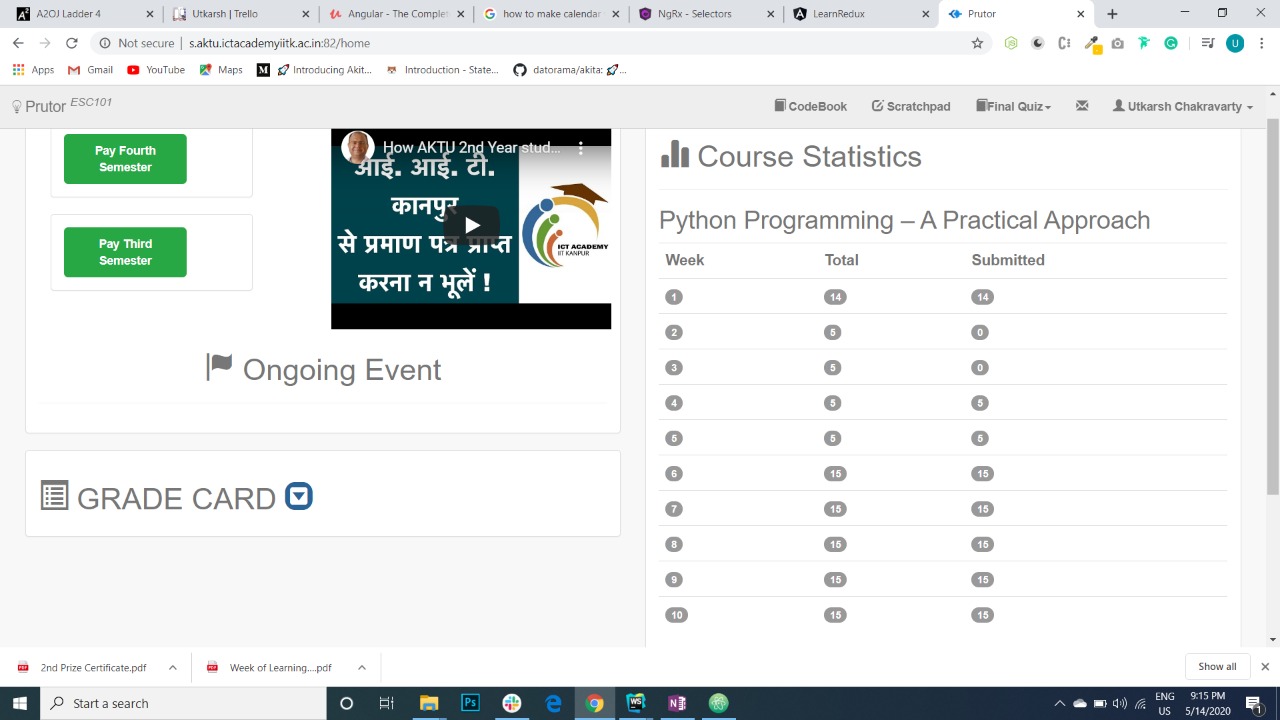 A2OJ Ladder 4
Utkarsh | Trello
Angular - The Complet
how to make calendar
NgRx - Selectors
LearnRedux
Prutor
Not secure | s.aktu.ictacademyiitk.ac.in:82/home
Apps
Gmail
YouTube
Maps
Introducing Akit...
Introduction - State...
datorama/akita: 🚀...
Prutor ESC101
CodeBook
Scratchpad
Final Quiz
Utkarsh Chakravarty
Pay Fourth
Semester
Pay Third
Semester
How AKTU 2nd Year stud...
आई. आई. टी.
कानपुर
से प्रमाण पत्र प्राप्त
करना न भूलें !
ICT ACADEMY
IIT KANPUR
Ongoing Event
GRADE CARD
Course Statistics
Python Programming – A Practical Approach
Week Total Submitted
1 14 14
2 5 0
3 5 0
4 5 5
5 5 5
6 15 15
7 15 15
8 15 15
9 15 15
10 15 15
2nd Prize Certificate.pdf
Week of Learning....pdf
Show all
Start a search
ENG
US
9:15 PM
5/14/2020